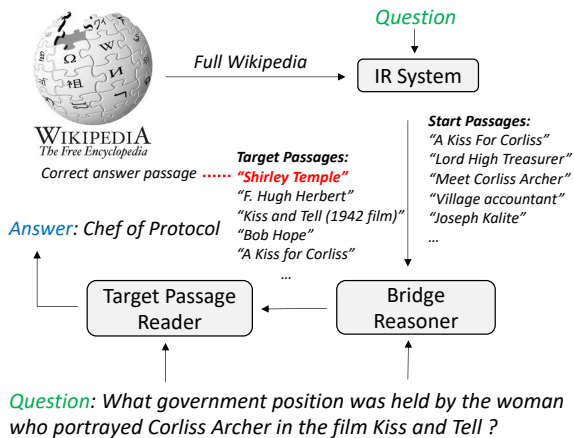 Question
Full Wikipedia
IR System
Ω
W
И
祖
WIKIPEDIA
The Free Encyclopedia
Start Passages:
"A Kiss For Corliss"
"Lord High Treasurer"
"Meet Corliss Archer"
"Village accountant"
"Joseph Kalite"
...
Target Passages:
Correct answer passage ...... "Shirley Temple"
"F. Hugh Herbert"
"Kiss and Tell (1942 film)"
"Bob Hope"
"A Kiss for Corliss"
...
Answer: Chef of Protocol
Target Passage
Reader
Bridge
Reasoner
Question: What government position was held by the woman
who portrayed Corliss Archer in the film Kiss and Tell ?